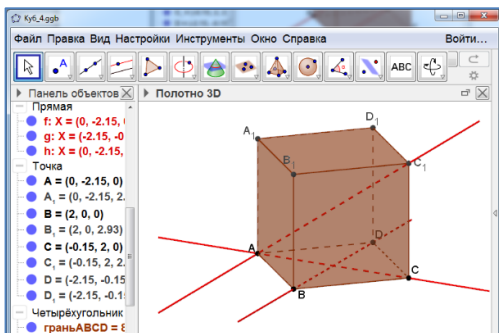 Куб_4.ggb
Файл Правка Вид Настройки Инструменты Окно Справка
Войти...
ABC
Панель объектов
Полотно 3D
Прямая
f: X = (0, -2.15, (
g: X = (-2.15, -0
h: X = (0, -2.15,
Точка
A = (0, -2.15, 0)
A₁ = (0, -2.15, 2.
B = (2, 0, 0)
B₁ = (2, 0, 2.93)
C = (-0.15, 2, 0)
C₁ = (-0.15, 2, 2.
D = (-2.15, -0.15
D₁ = (-2.15, -0.1
Четырёхугольник
граньABCD = 8
D₁
A₁
B₁
C₁
D
A
C
B